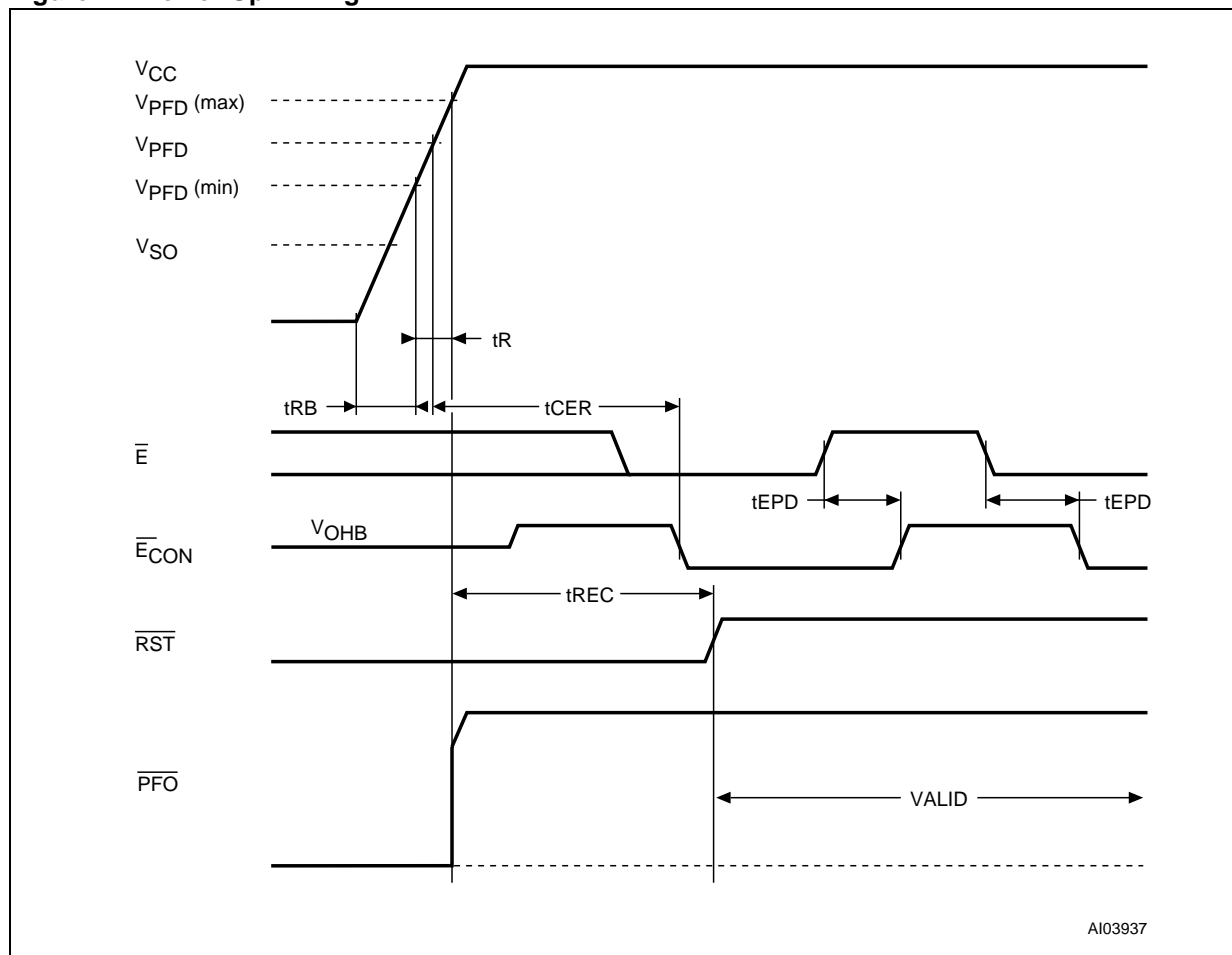 VCC
VPFD (max)
VPFD
VPFD (min)
VSO
tR
tRB
tCER
E
tEPD
tEPD
VOHB
ECON
tREC
RST
PFO
VALID
AI03937